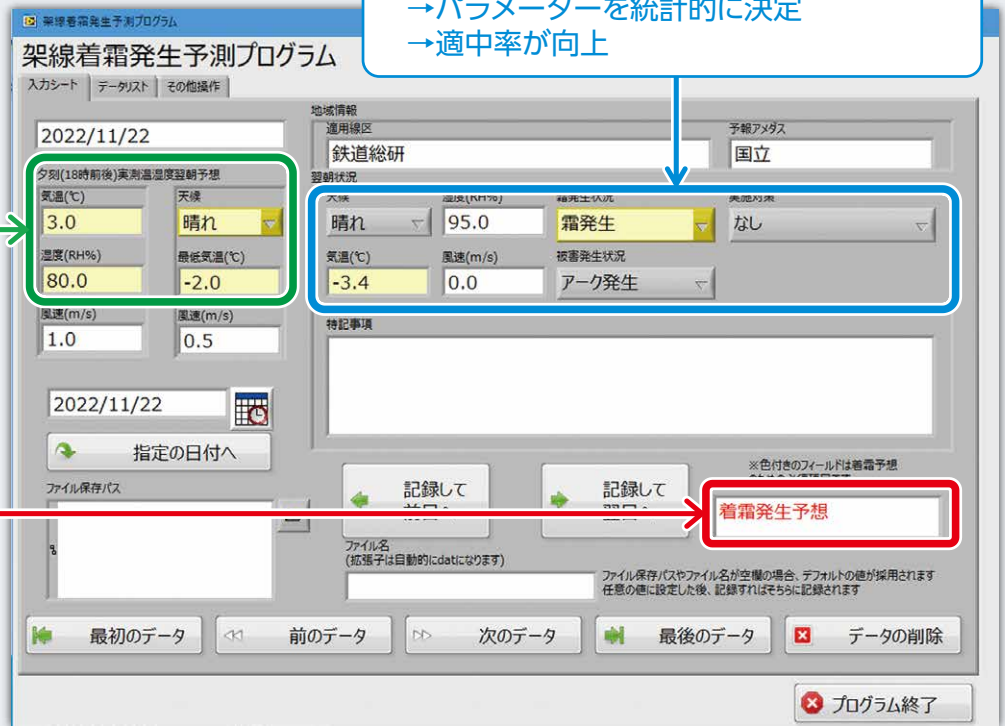 →パラメーターを統計的に決定
→適中率が向上
架線着霜発生予測プログラム
架線着霜発生予測プログラム
入力シート データリスト その他操作
地域情報
2022/11/22
適用線区 予報アメダス
鉄道総研 国立
夕刻(18時前後)実測温湿度翌朝予想
翌朝状況
気温(℃) 天候
天候 湿度(RH%) 霜発生状況 実施対策
3.0 晴れ
晴れ 95.0 霜発生 なし
湿度(RH%) 最低気温(℃)
気温(℃) 風速(m/s) 被害発生状況
80.0 -2.0
-3.4 0.0 アーク発生
風速(m/s) 風速(m/s)
1.0 0.5
特記事項
2022/11/22
指定の日付へ
ファイル保存パス
記録して
記録して
※色付きのフィールドは着霜予想
着霜発生予想
ファイル名
(拡張子は自動的にdatになります)
ファイル保存パスやファイル名が空欄の場合、デフォルトの値が採用されます
任意の値に設定した後、記録すればそちらに記録されます
最初のデータ 前のデータ 次のデータ 最後のデータ データの削除
プログラム終了